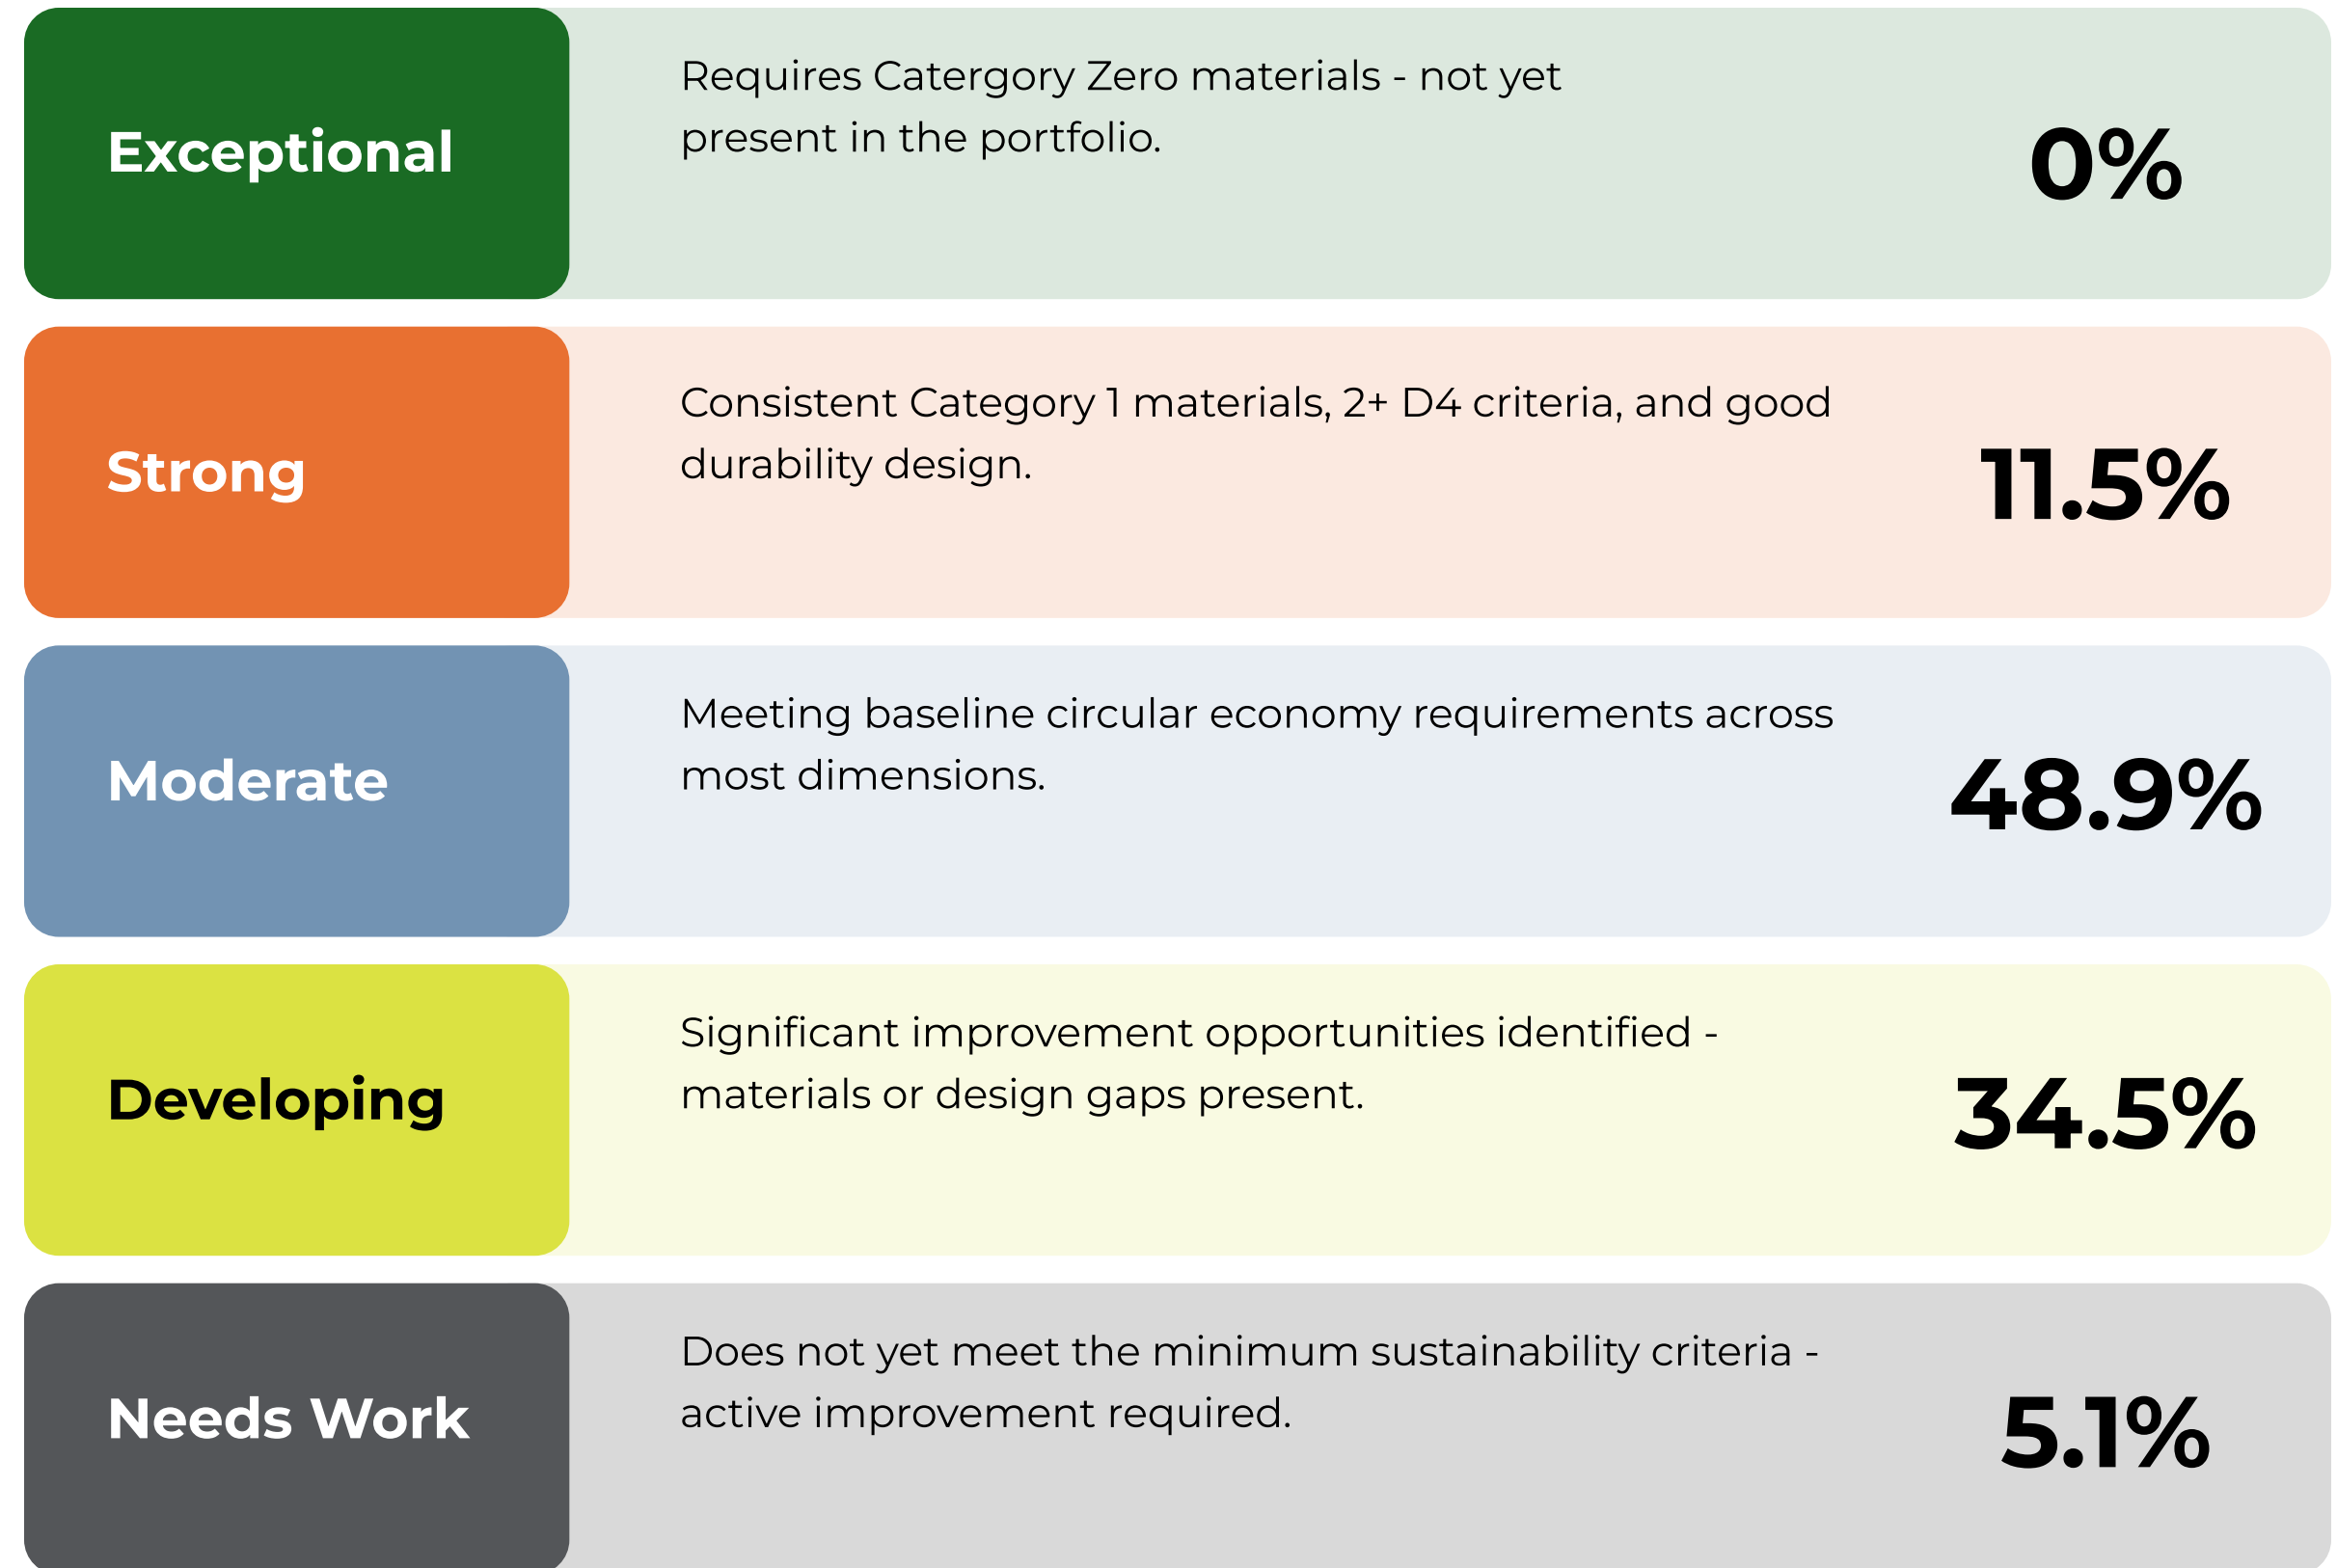 Exceptional
Requires Catergory Zero materials - not yet
present in the portfolio.
0%
Strong
Consistent Category 1 materials, 2+ D4 criteria, and good
durability design.
11.5%
Moderate
Meeting baseline circular economy requirements across
most dimensions.
48.9%
Developing
Significant improvement opportunities identified -
materials or design gaps present.
34.5%
Needs Work
Does not yet meet the minimum sustainability criteria -
active improvement required.
5.1%